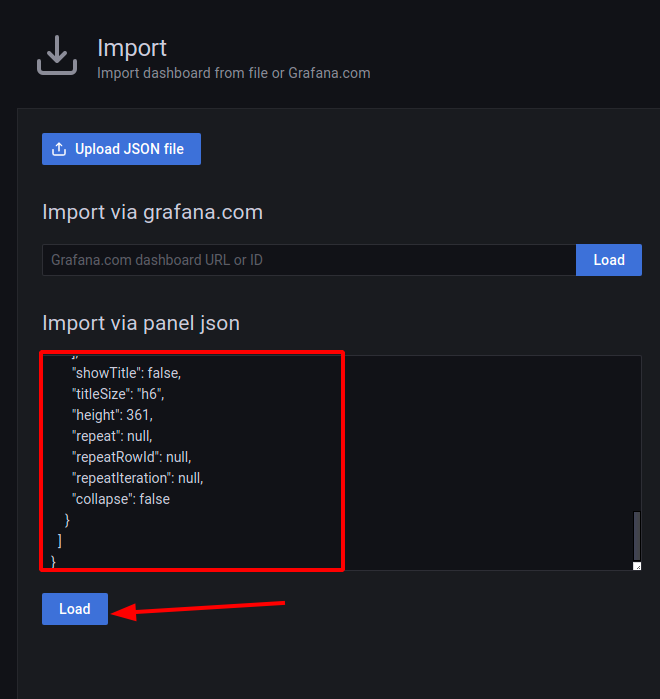 Import
Import dashboard from file or Grafana.com
Upload JSON file
Import via grafana.com
Grafana.com dashboard URL or ID
Load
Import via panel json
],
"showTitle": false,
"titleSize": "h6",
"height": 361,
"repeat": null,
"repeatRowId": null,
"repeatIteration": null,
"collapse": false
}
]
}
Load